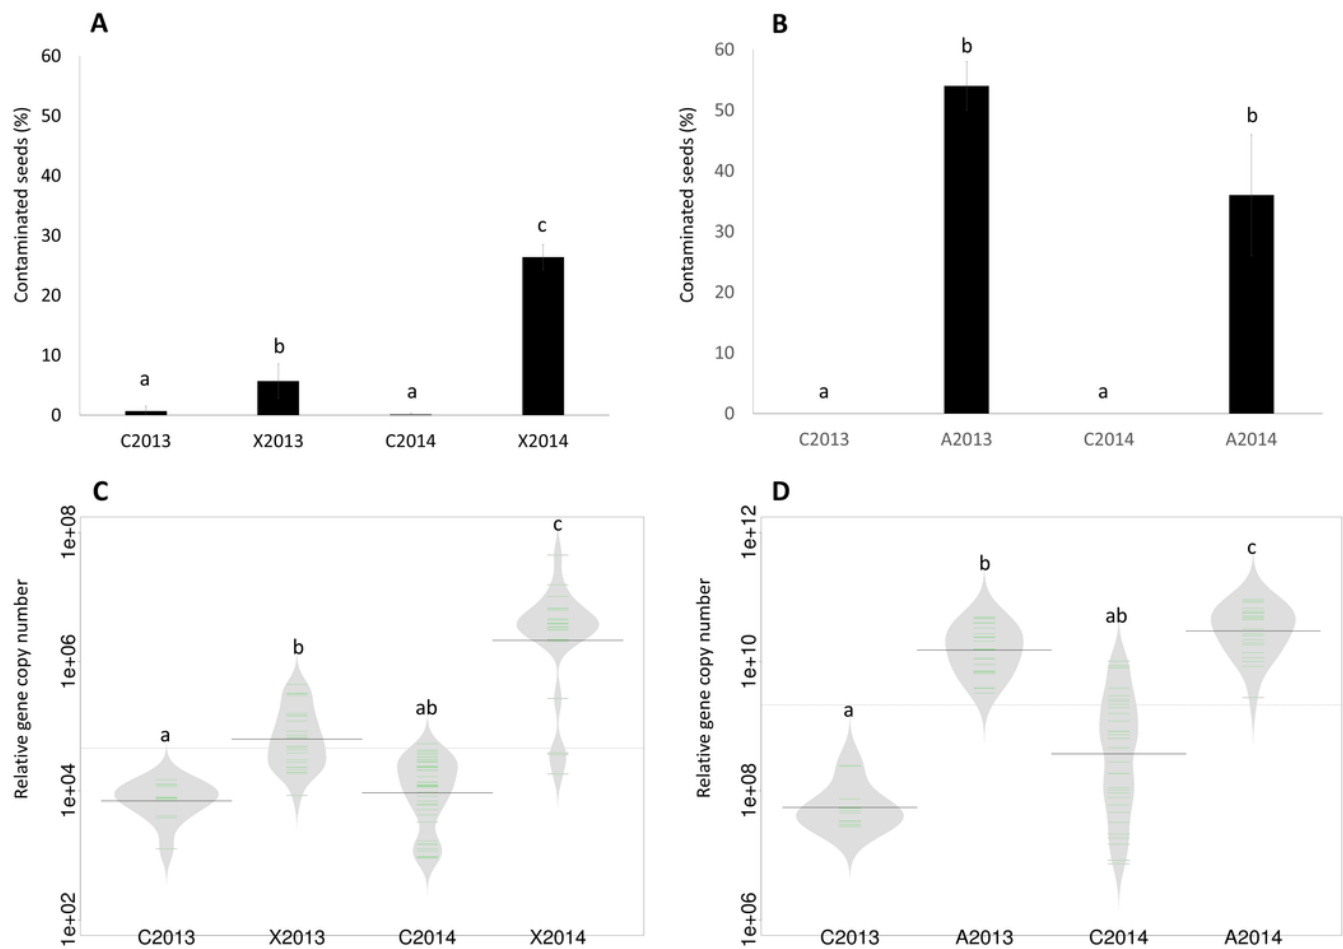 A
Contaminated seeds (%)
60
50
40
30
20
10
0
a
b
a
c
C2013 X2013 C2014 X2014
B
Contaminated seeds (%)
60
50
40
30
20
10
0
a
b
a
b
C2013 A2013 C2014 A2014
C
Relative gene copy number
1e+08
1e+06
1e+04
1e+02
a
b
ab
c
C2013 X2013 C2014 X2014
D
Relative gene copy number
1e+12
1e+10
1e+08
1e+06
a
b
ab
c
C2013 A2013 C2014 A2014